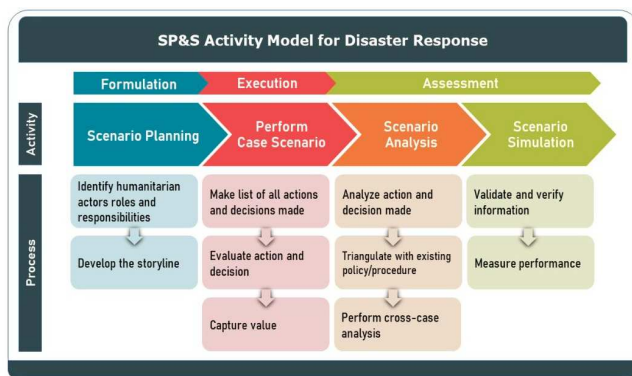 SP&S Activity Model for Disaster Response
Formulation
Execution
Assessment
Activity
Scenario Planning
Perform
Case Scenario
Scenario
Analysis
Scenario
Simulation
Process
Identify humanitarian
actors roles and
responsibilities
Develop the storyline
Make list of all actions
and decisions made
Evaluate action and
decision
Capture value
Analyze action and
decision made
Triangulate with existing
policy/procedure
Perform cross-case
analysis
Validate and verify
information
Measure performance